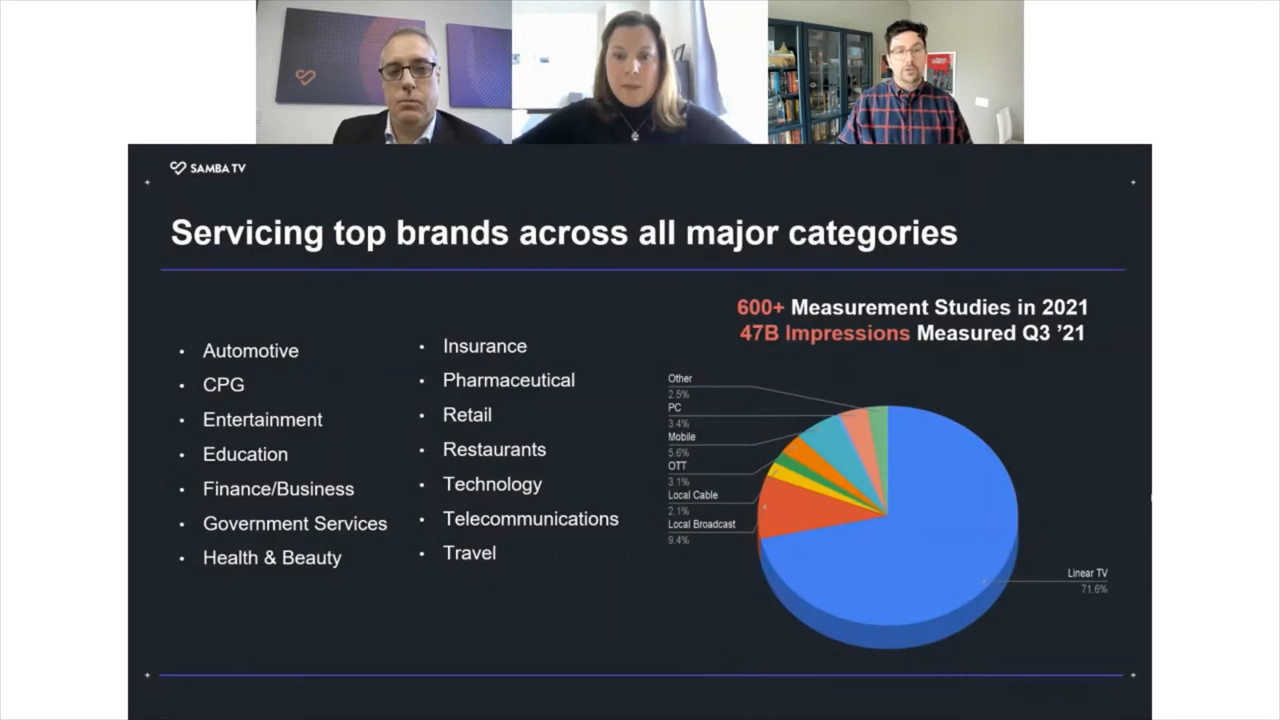 SAMBA TV
Servicing top brands across all major categories
600+ Measurement Studies in 2021
47B Impressions Measured Q3 ’21
• Automotive
• CPG
• Entertainment
• Education
• Finance/Business
• Government Services
• Health & Beauty
• Insurance
• Pharmaceutical
• Retail
• Restaurants
• Technology
• Telecommunications
• Travel
Other
2.5%
PC
3.4%
Mobile
5.6%
OTT
3.1%
Local Cable
2.1%
Local Broadcast
9.4%
Linear TV
71.6%